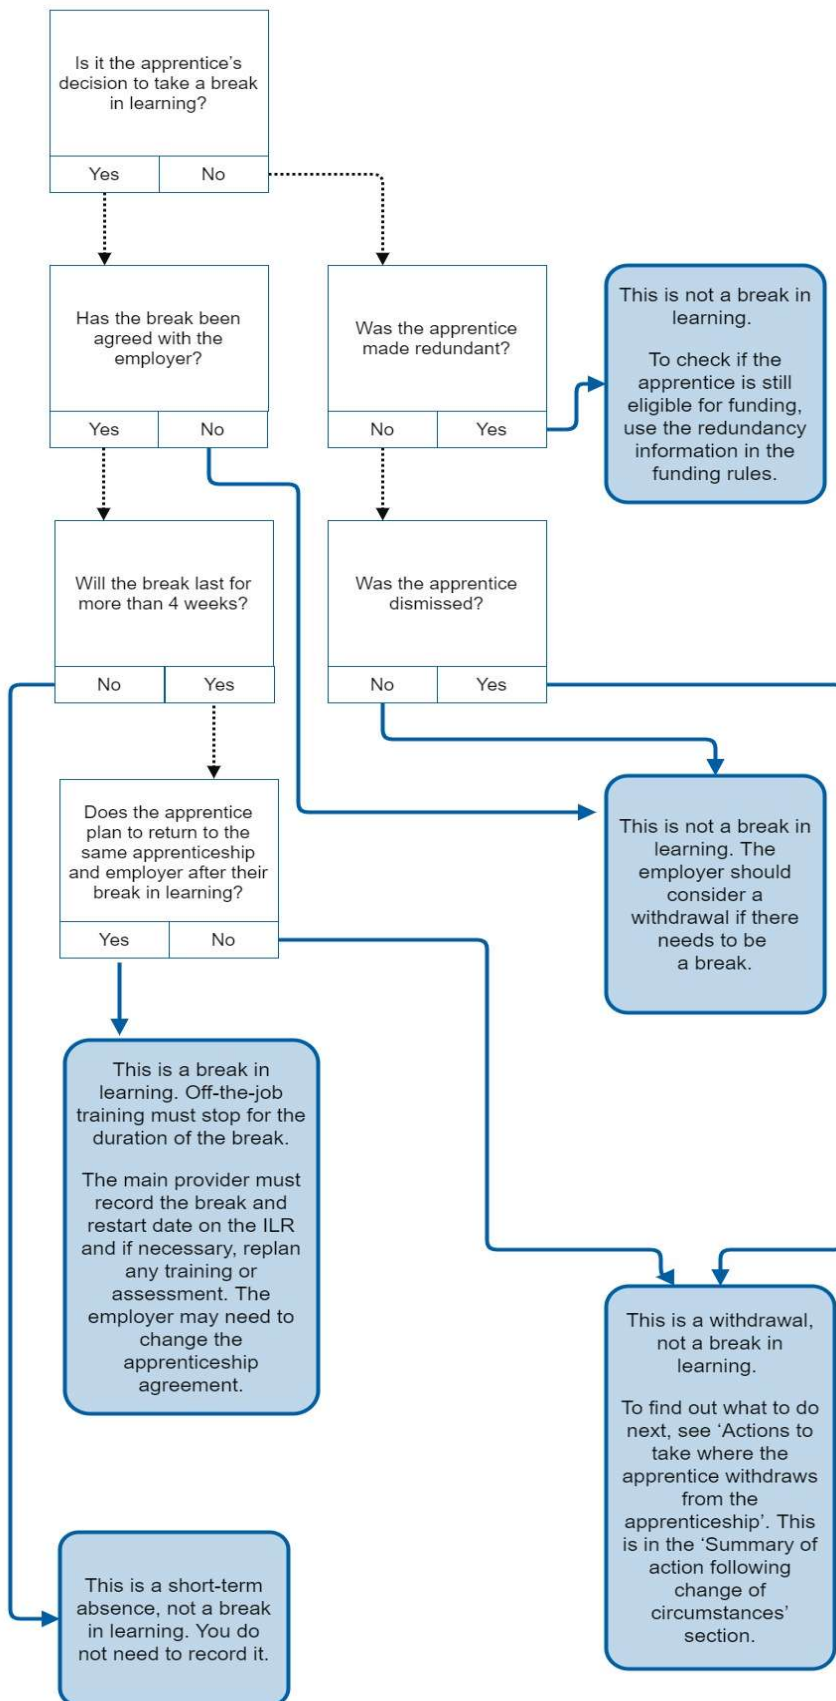 Is it the apprentice’s
decision to take a break
in learning?
Yes
No
Has the break been
agreed with the
employer?
Yes
No
Was the apprentice
made redundant?
No
Yes
This is not a break in
learning.
To check if the
apprentice is still
eligible for funding,
use the redundancy
information in the
funding rules.
Will the break last for
more than 4 weeks?
No
Yes
Was the apprentice
dismissed?
No
Yes
Does the apprentice
plan to return to the
same apprenticeship
and employer after their
break in learning?
Yes
No
This is not a break in
learning. The
employer should
consider a
withdrawal if there
needs to be
a break.
This is a break in
learning. Off-the-job
training must stop for the
duration of the break.
The main provider must
record the break and
restart date on the ILR
and if necessary, replan
any training or
assessment. The
employer may need to
change the
apprenticeship
agreement.
This is a withdrawal,
not a break in
learning.
To find out what to do
next, see ‘Actions to
take where the
apprentice withdraws
from the
apprenticeship’. This
is in the ‘Summary of
action following
change of
circumstances’
section.
This is a short-term
absence, not a break
in learning. You do
not need to record it.